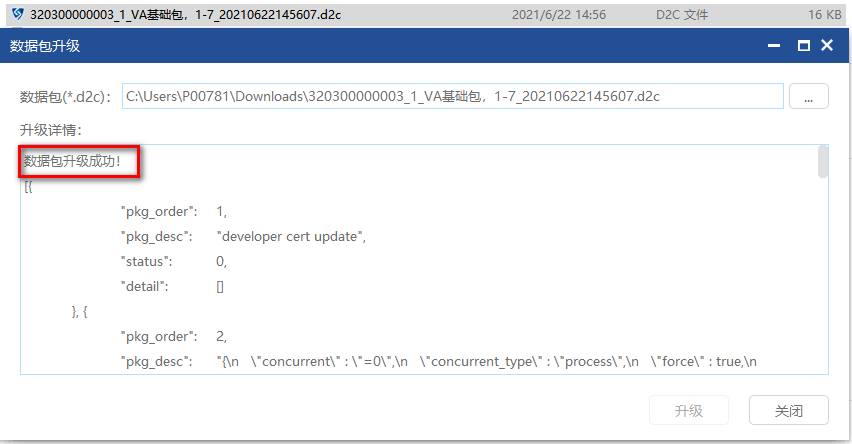 320300000003_1_VA基础包，1-7_20210622145607.d2c 2021/6/22 14:56 D2C 文件 16 KB
数据包升级
数据包(*.d2c)： C:\Users\P00781\Downloads\320300000003_1_VA基础包，1-7_20210622145607.d2c ...
升级详情：
数据包升级成功！
[{
"pkg_order": 1,
"pkg_desc": "developer cert update",
"status": 0,
"detail": []
}, {
"pkg_order": 2,
"pkg_desc": "{\n \"concurrent\" : \"=0\",\n \"concurrent_type\" : \"process\",\n \"force\" : true,\n
升级 关闭